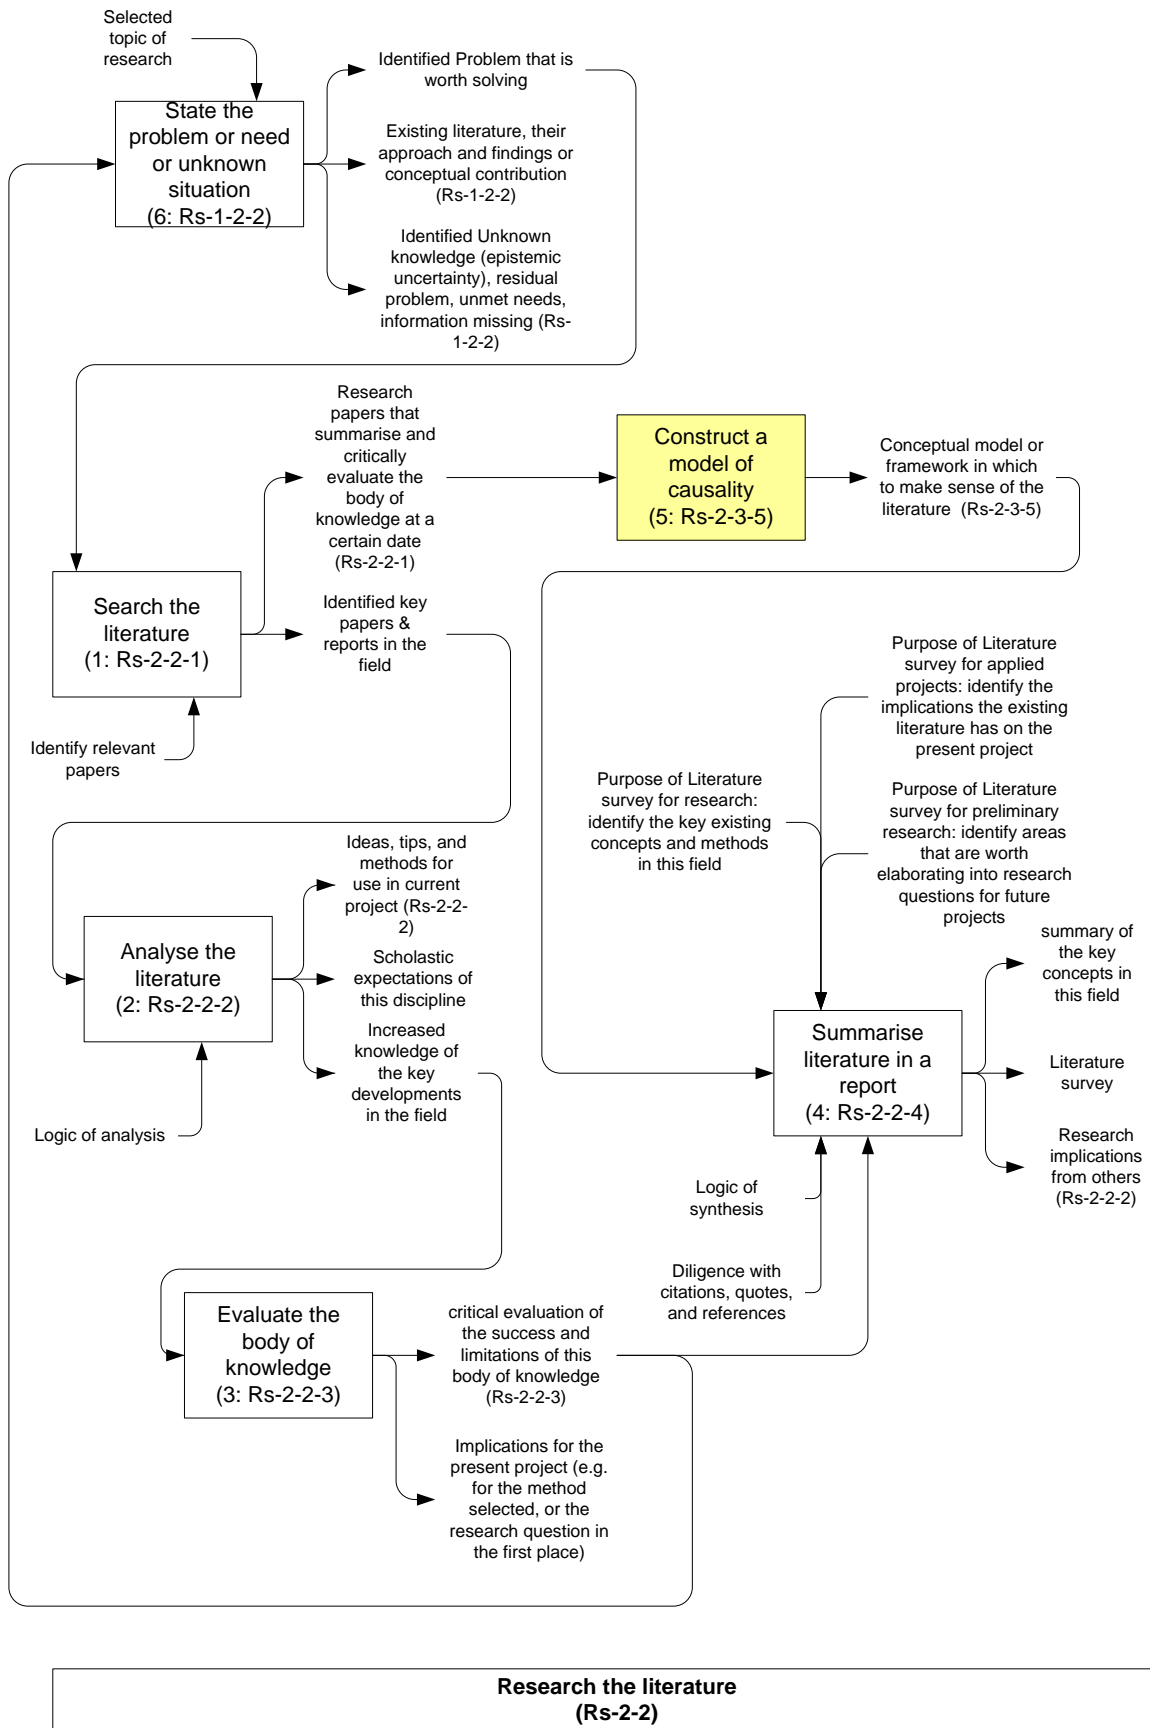 Selected
topic of
research
Identified Problem that is
worth solving
State the
problem or need
or unknown
situation
(6: Rs-1-2-2)
Existing literature, their
approach and findings or
conceptual contribution
(Rs-1-2-2)
Identified Unknown
knowledge (epistemic
uncertainty), residual
problem, unmet needs,
information missing (Rs-
1-2-2)
Research
papers that
summarise and
critically
evaluate the
body of
knowledge at a
certain date
(Rs-2-2-1)
Construct a
model of
causality
(5: Rs-2-3-5)
Conceptual model or
framework in which
to make sense of the
literature (Rs-2-3-5)
Search the
literature
(1: Rs-2-2-1)
Identified key
papers &
reports in the
field
Identify relevant
papers
Purpose of Literature
survey for applied
projects: identify the
implications the existing
literature has on the
present project
Purpose of Literature
survey for research:
identify the key existing
concepts and methods
in this field
Purpose of Literature
survey for preliminary
research: identify areas
that are worth
elaborating into research
questions for future
projects
Ideas, tips, and
methods for
use in current
project (Rs-2-2-
2)
Analyse the
literature
(2: Rs-2-2-2)
Scholastic
expectations of
this discipline
Increased
knowledge of
the key
developments
in the field
Logic of analysis
summary of
the key
concepts in
this field
Summarise
literature in a
report
(4: Rs-2-2-4)
Literature
survey
Research
implications
from others
(Rs-2-2-2)
Logic of
synthesis
Diligence with
citations, quotes,
and references
Evaluate the
body of
knowledge
(3: Rs-2-2-3)
critical evaluation of
the success and
limitations of this
body of knowledge
(Rs-2-2-3)
Implications for the
present project (e.g.
for the method
selected, or the
research question in
the first place)
Research the literature
(Rs-2-2)